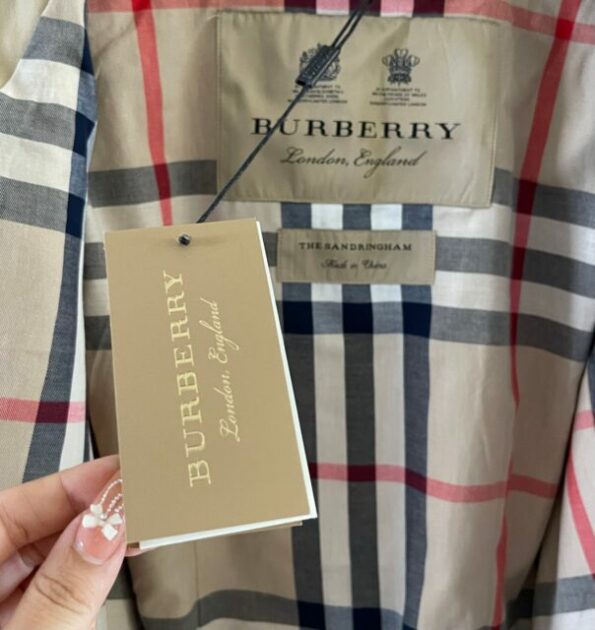 BURBERRY
London, England
THE SANDRINGHAM
Made in China
BURBERRY
London, England